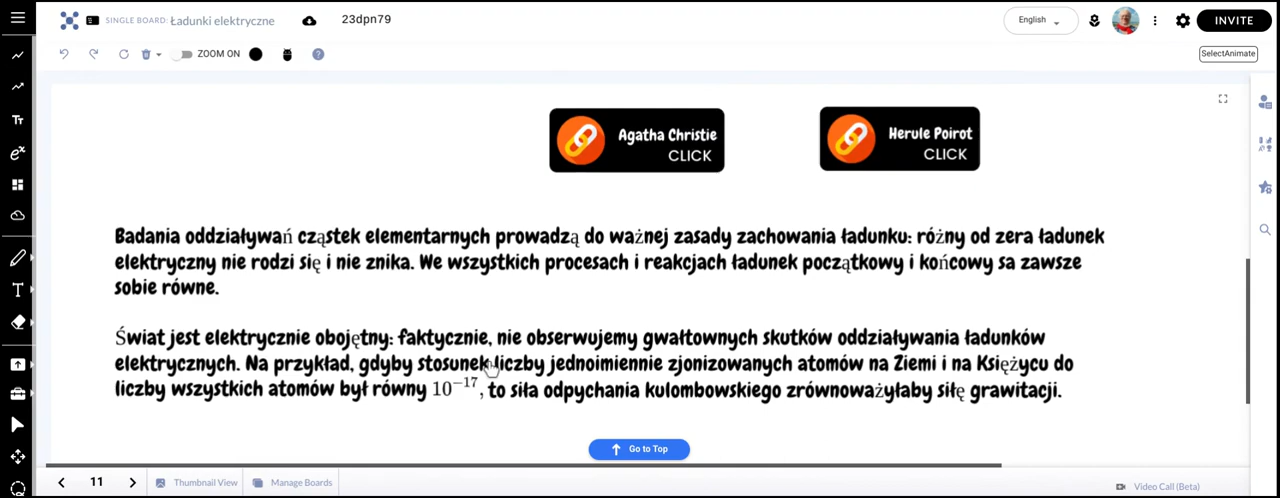 SINGLE BOARD: Ładunki elektryczne
23dpn79
English
INVITE
ZOOM ON
SelectAnimate
Agatha Christie
CLICK
Herule Poirot
CLICK
Badania oddziaływań cząstek elementarnych prowadzą do ważnej zasady zachowania ładunku: różny od zera ładunek
elektryczny nie rodzi się i nie znika. We wszystkich procesach i reakcjach ładunek początkowy i końcowy sa zawsze
sobie równe.
Świat jest elektrycznie obojętny: faktycznie, nie obserwujemy gwałtownych skutków oddziaływania ładunków
elektrycznych. Na przykład, gdyby stosunek liczby jednoimiennie zjonizowanych atomów na Ziemi i na Księżycu do
liczby wszystkich atomów był równy 10⁻¹⁷, to siła odpychania kulombowskiego zrównoważyłaby siłę grawitacji.
Go to Top
11
Thumbnail View
Manage Boards
Video Call (Beta)